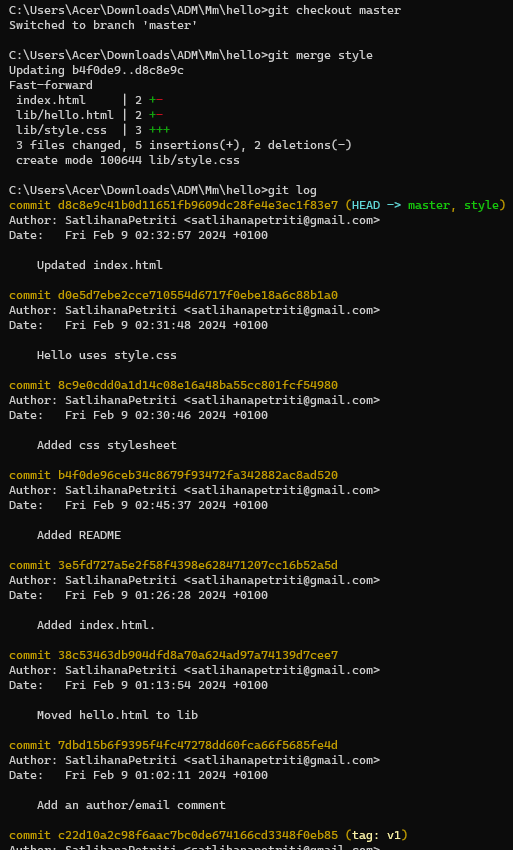 C:\Users\Acer\Downloads\ADM\Mm\hello>git checkout master
Switched to branch 'master'
C:\Users\Acer\Downloads\ADM\Mm\hello>git merge style
Updating b4f0de9..d8c8e9c
Fast-forward
index.html | 2 +-
lib/hello.html | 2 +-
lib/style.css | 3 +++
3 files changed, 5 insertions(+), 2 deletions(-)
create mode 100644 lib/style.css
C:\Users\Acer\Downloads\ADM\Mm\hello>git log
commit d8c8e9c41b0d11651fb9609dc28fe4e3ec1f83e7 (HEAD -> master, style)
Author: SatlihanaPetriti <satlihanapetriti@gmail.com>
Date: Fri Feb 9 02:32:57 2024 +0100
Updated index.html
commit d0e5d7ebe2cce710554d6717f0ebe18a6c88b1a0
Author: SatlihanaPetriti <satlihanapetriti@gmail.com>
Date: Fri Feb 9 02:31:48 2024 +0100
Hello uses style.css
commit 8c9e0cdd0a1d14c08e16a48ba55cc801fcf54980
Author: SatlihanaPetriti <satlihanapetriti@gmail.com>
Date: Fri Feb 9 02:30:46 2024 +0100
Added css stylesheet
commit b4f0de96ceb34c8679f93472fa342882ac8ad520
Author: SatlihanaPetriti <satlihanapetriti@gmail.com>
Date: Fri Feb 9 02:45:37 2024 +0100
Added README
commit 3e5fd727a5e2f58f4398e628471207cc16b52a5d
Author: SatlihanaPetriti <satlihanapetriti@gmail.com>
Date: Fri Feb 9 01:26:28 2024 +0100
Added index.html.
commit 38c53463db904dfd8a70a624ad97a74139d7cee7
Author: SatlihanaPetriti <satlihanapetriti@gmail.com>
Date: Fri Feb 9 01:13:54 2024 +0100
Moved hello.html to lib
commit 7dbd15b6f9395f4fc47278dd60fca66f5685fe4d
Author: SatlihanaPetriti <satlihanapetriti@gmail.com>
Date: Fri Feb 9 01:02:11 2024 +0100
Add an author/email comment
commit c22d10a2c98f6aac7bc0de674166cd3348f0eb85 (tag: v1)
Author: SatlihanaPetriti <satlihanapetriti@gmail.com>